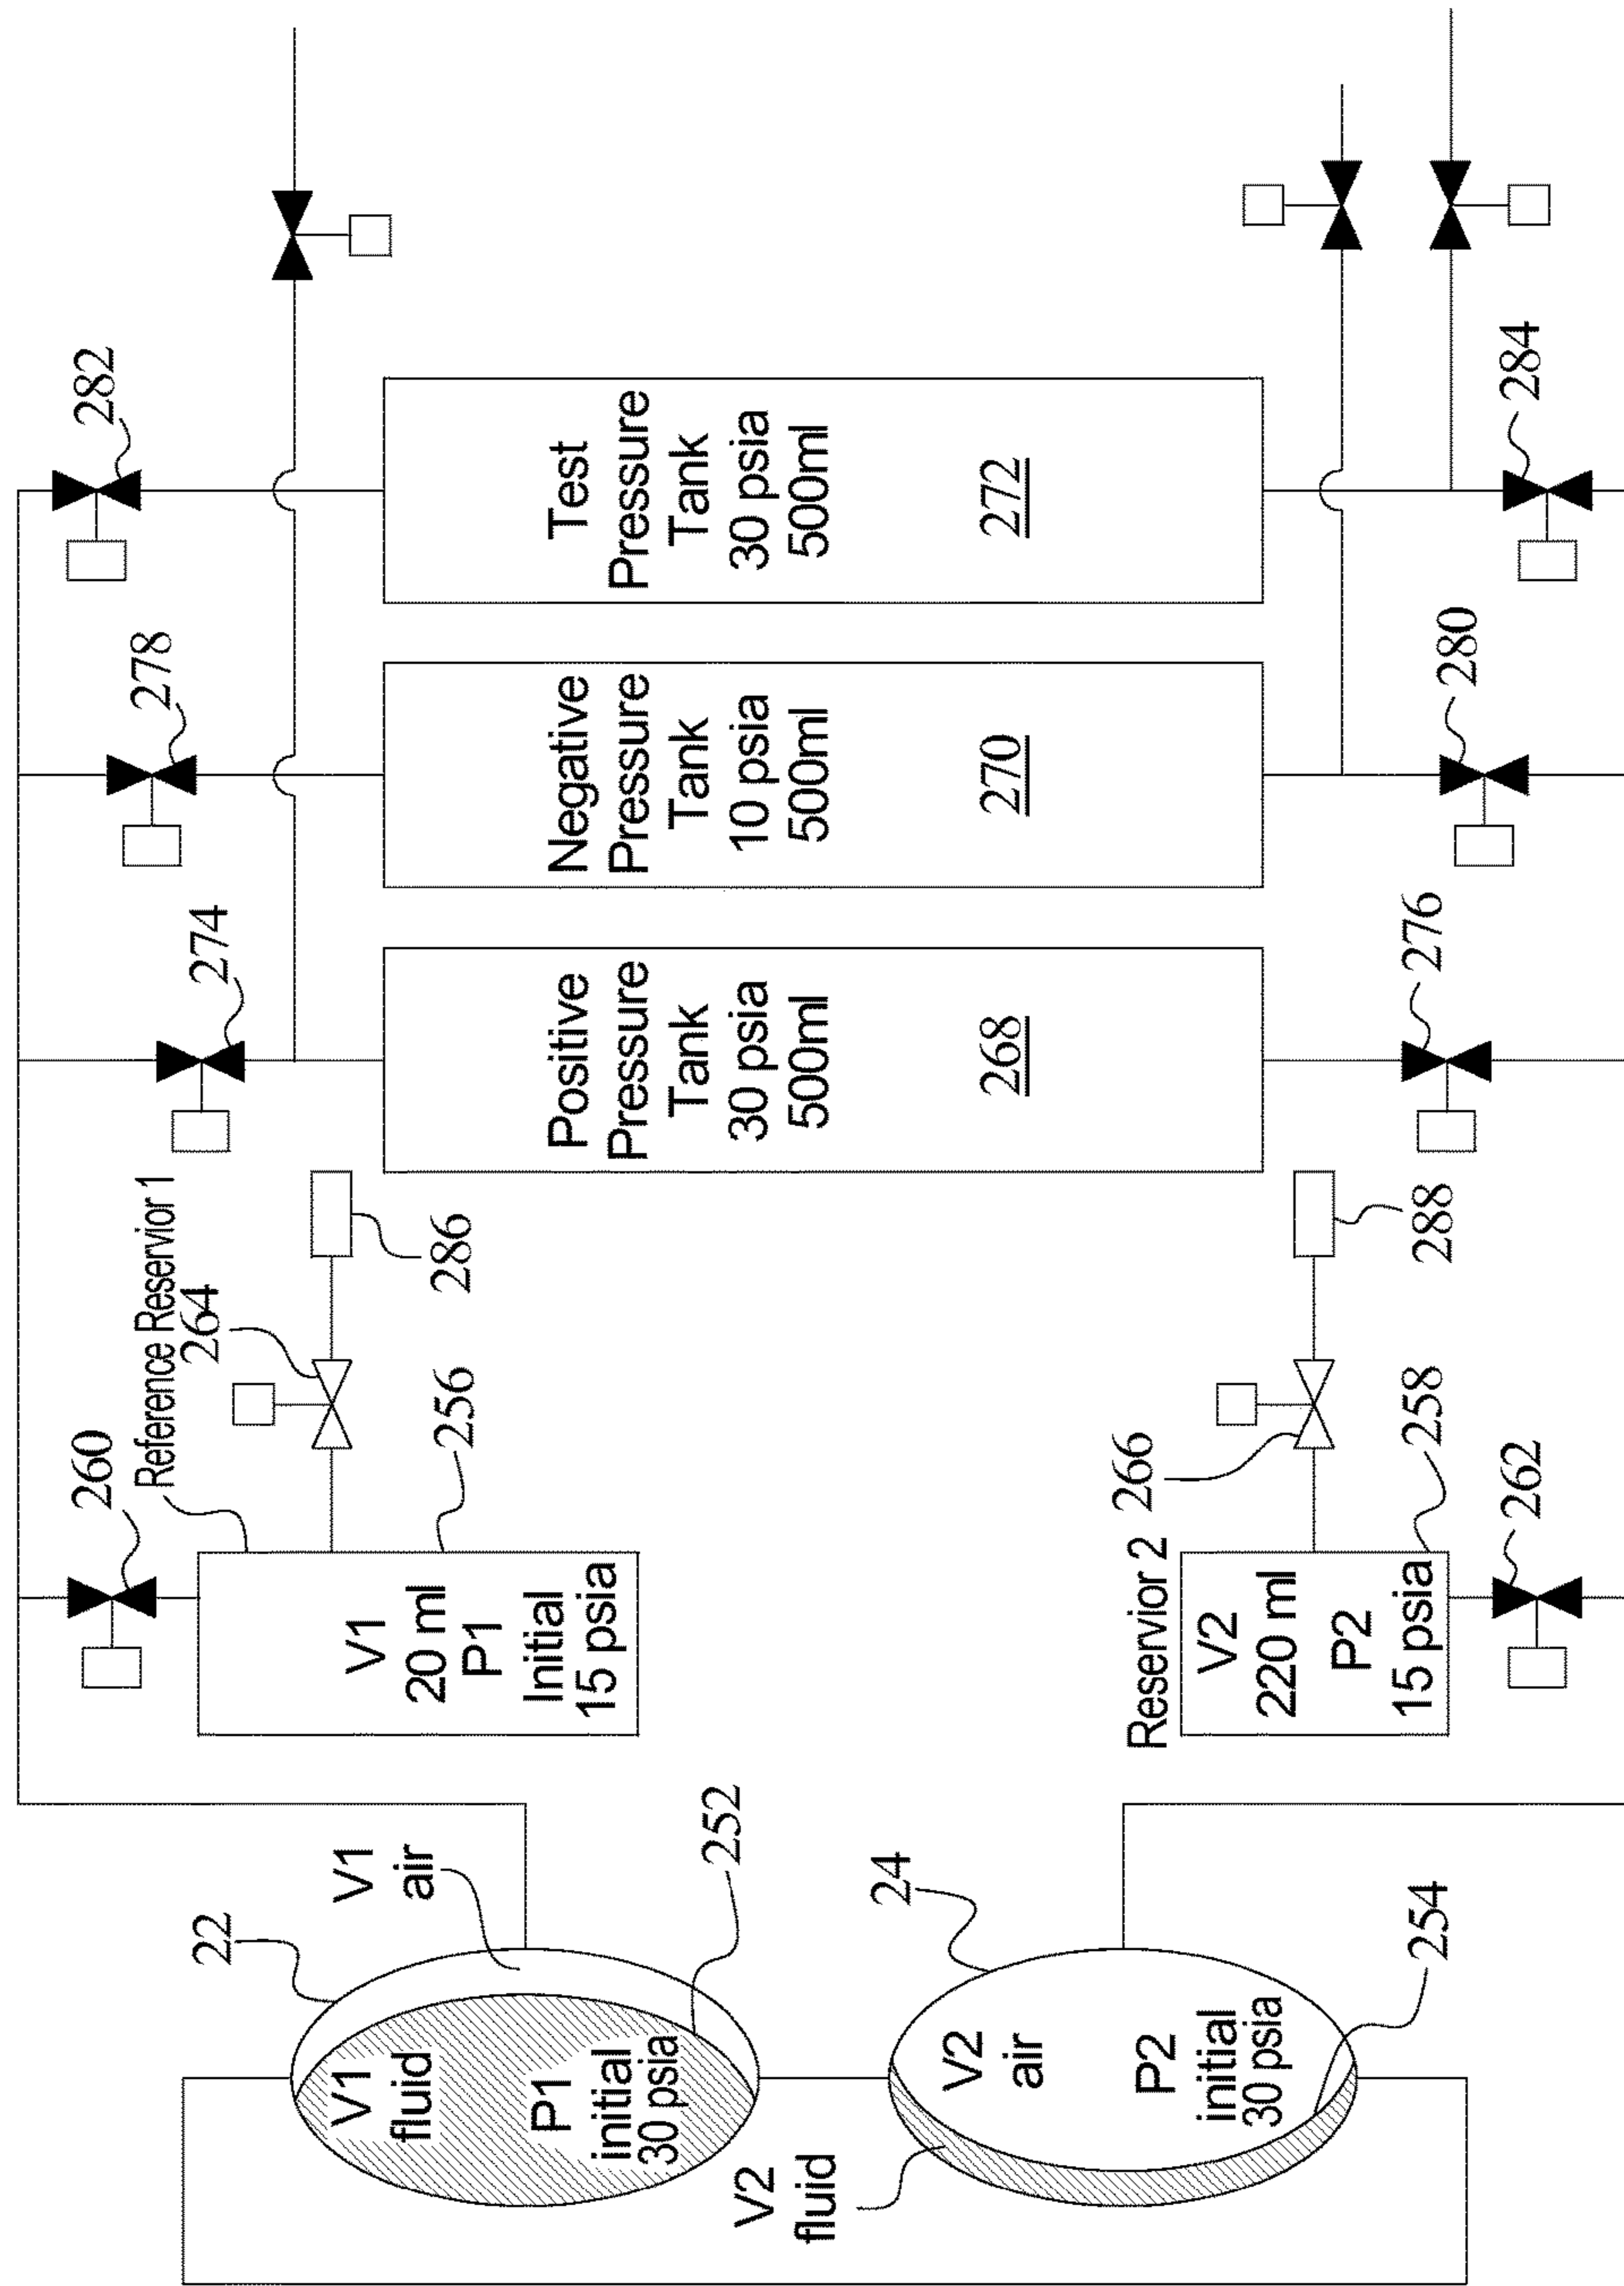 22
V1
air
V1
fluid
P1
initial
30 psia
252
V2
fluid
24
V2
air
P2
initial
30 psia
254
260
Reference Reservior 1
264
V1
20 ml
P1
Initial
15 psia
256
286
Reservior 2
266
V2
220 ml
P2
15 psia
258
288
262
274
278
282
Positive
Pressure
Tank
30 psia
500ml
268
Negative
Pressure
Tank
10 psia
500ml
270
Test
Pressure
Tank
30 psia
500ml
272
276
280
284